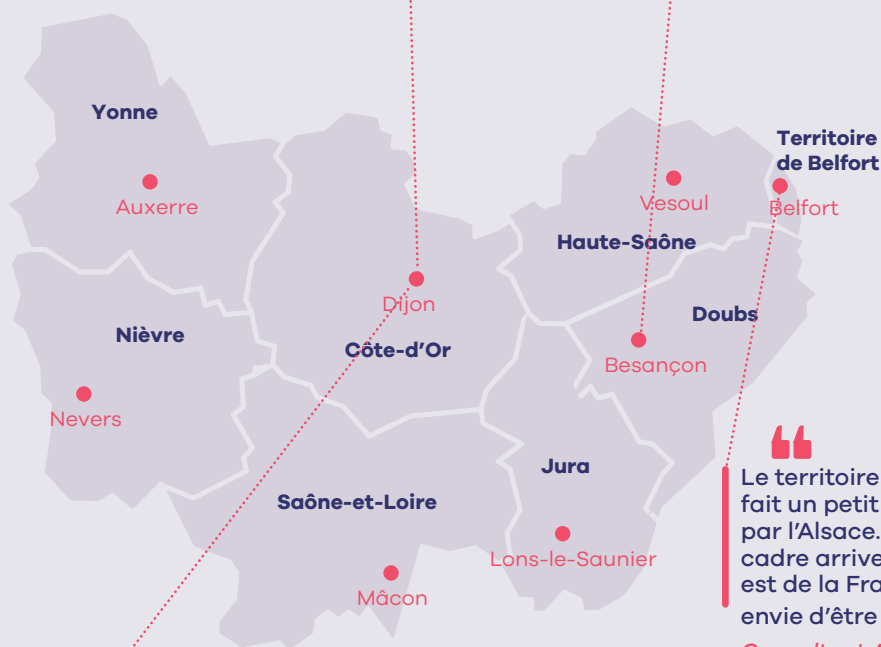 Yonne
Auxerre
Territoire
de Belfort
Belfort
Vesoul
Haute-Saône
Dijon
Côte-d’Or
Doubs
Besançon
Nièvre
Nevers
Jura
Lons-le-Saunier
Saône-et-Loire
Mâcon
Le territoire
fait un petit
par l’Alsace.
cadre arrive
est de la Fra
envie d’être